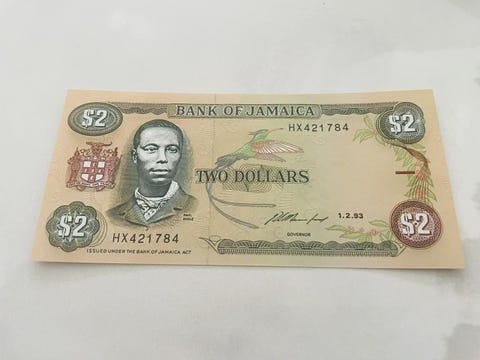 BANK OF JAMAICA
$2
HX421784
$2
TWO DOLLARS
PAUL BOGLE
$2
HX421784
1.2.93
GOVERNOR
$2
ISSUED UNDER THE BANK OF JAMAICA ACT